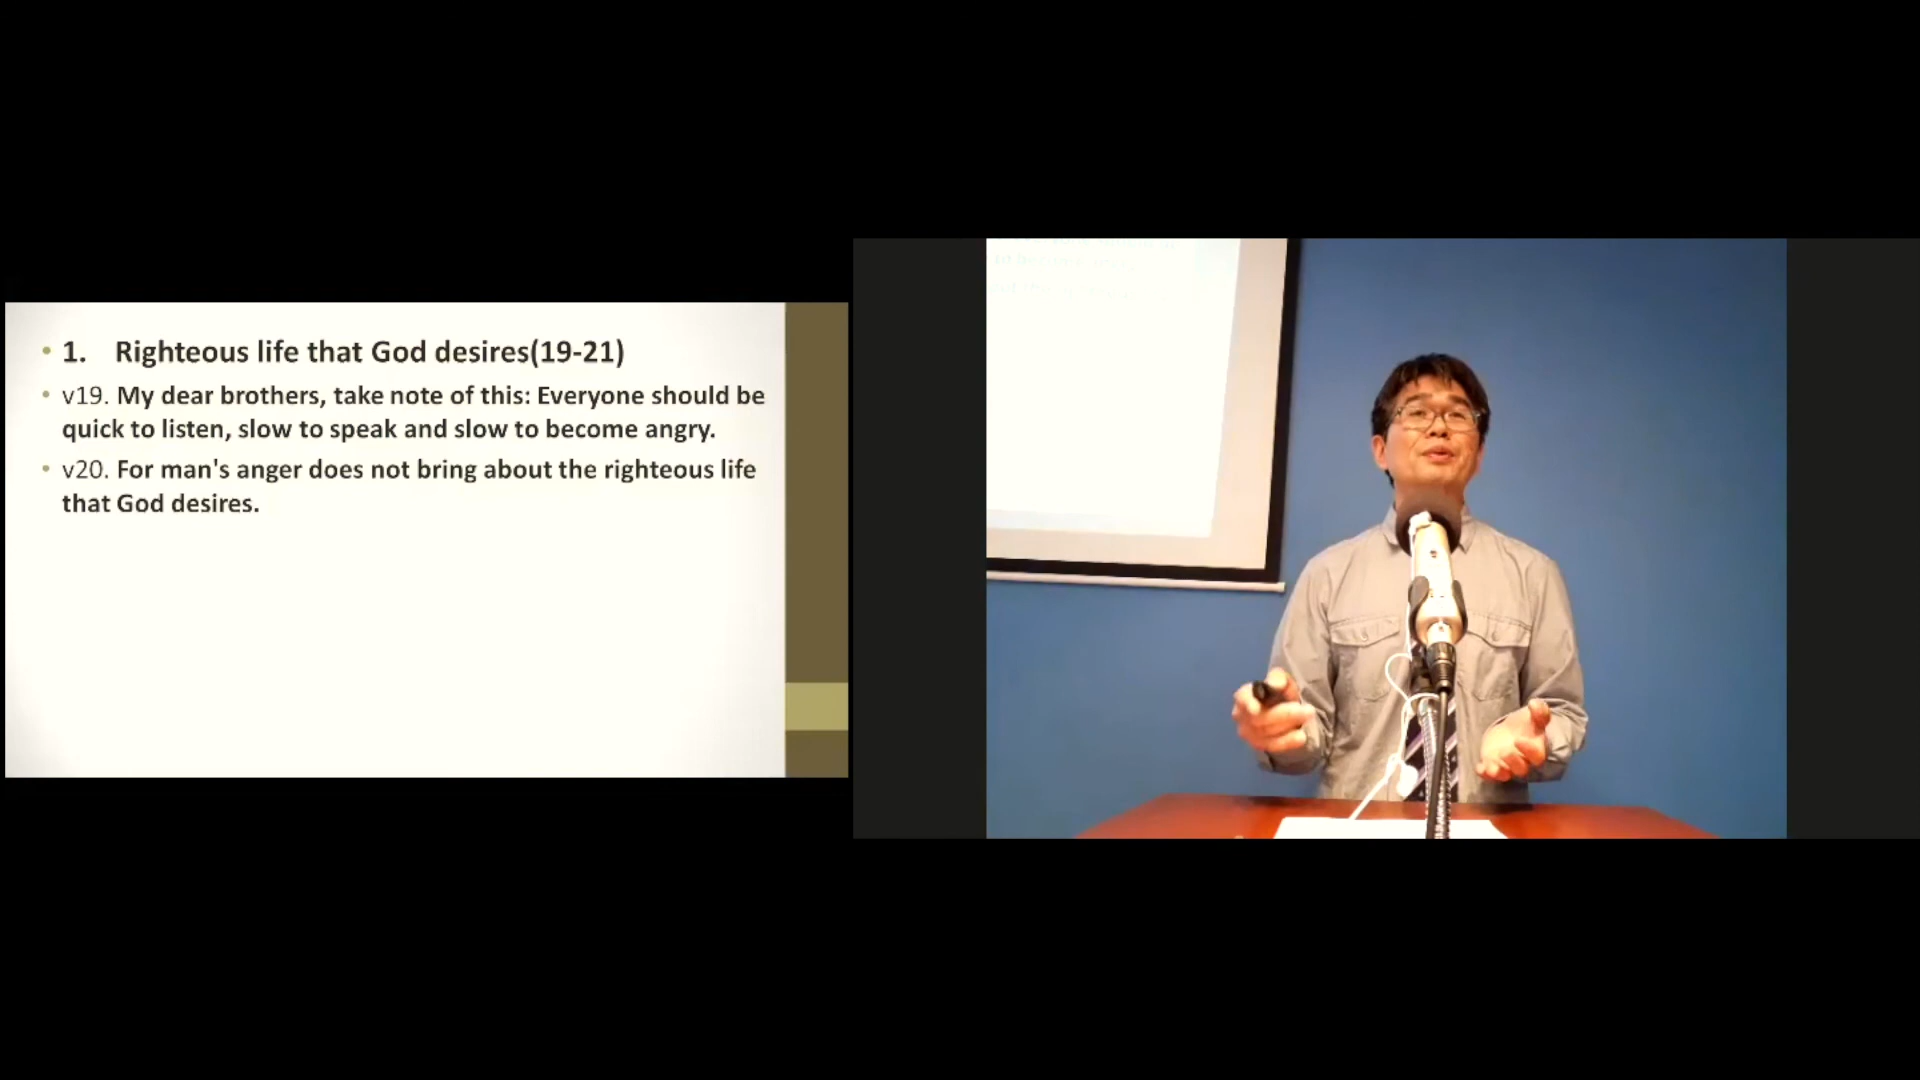 • 1. Righteous life that God desires(19-21)
• v19. My dear brothers, take note of this: Everyone should be
quick to listen, slow to speak and slow to become angry.
• v20. For man's anger does not bring about the righteous life
that God desires.